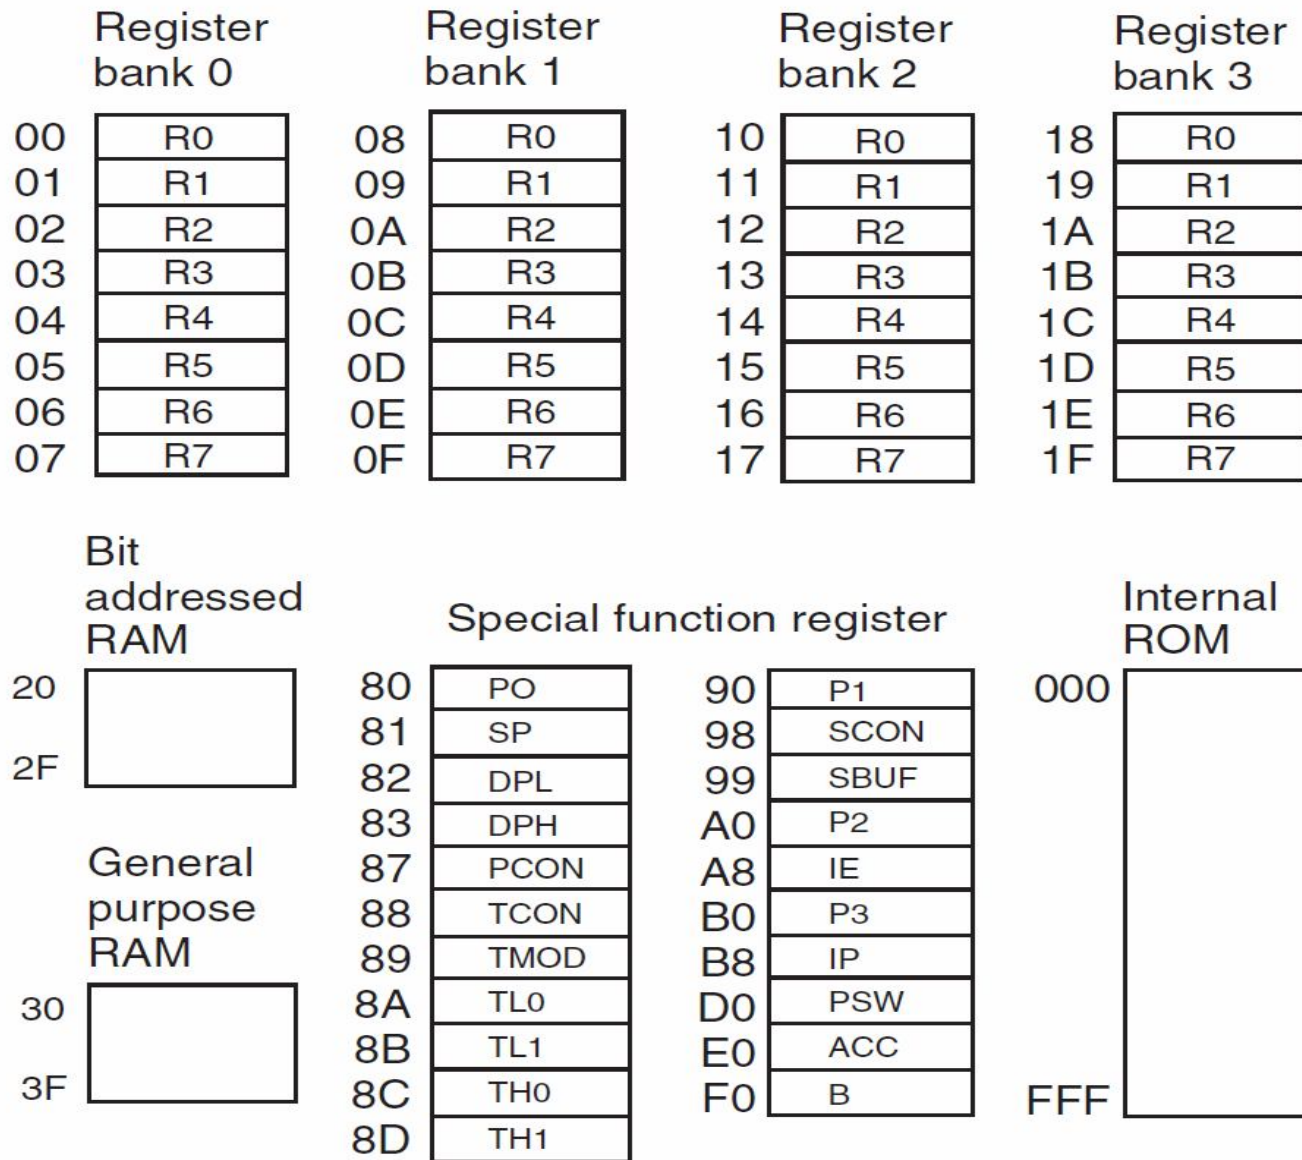 Register
bank 0
Register
bank 1
Register
bank 2
Register
bank 3
00 R0 08 R0 10 R0 18 R0
01 R1 09 R1 11 R1 19 R1
02 R2 0A R2 12 R2 1A R2
03 R3 0B R3 13 R3 1B R3
04 R4 0C R4 14 R4 1C R4
05 R5 0D R5 15 R5 1D R5
06 R6 0E R6 16 R6 1E R6
07 R7 0F R7 17 R7 1F R7
Bit
addressed
RAM
20
2F
General
purpose
RAM
30
3F
Special function register
80 PO 90 P1
81 SP 98 SCON
82 DPL 99 SBUF
83 DPH A0 P2
87 PCON A8 IE
88 TCON B0 P3
89 TMOD B8 IP
8A TL0 D0 PSW
8B TL1 E0 ACC
8C TH0 F0 B
8D TH1
Internal
ROM
000
FFF